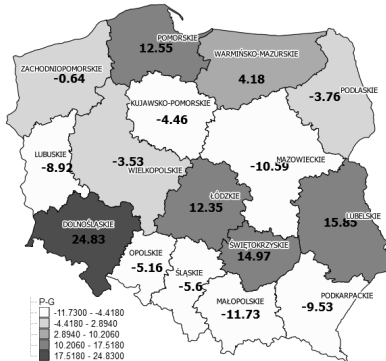 POMORSKIE
12.55
WARMIŃSKO-MAZURSKIE
4.18
ZACHODNIOPOMORSKIE
-0.64
PODLASKIE
-3.76
KUJAWSKO-POMORSKIE
-4.46
LUBUSKIE
-8.92
WIELKOPOLSKIE
-3.53
MAZOWIECKIE
-10.59
ŁÓDZKIE
12.35
LUBELSKIE
15.85
DOLNOŚLĄSKIE
24.83
ŚWIĘTOKRZYSKIE
14.97
OPOLSKIE
-5.16
ŚLĄSKIE
-5.6
MAŁOPOLSKIE
-11.73
PODKARPACKIE
-9.53
P-G
-11.7300 - -4.4180
-4.4180 - 2.8940
2.8940 - 10.2060
10.2060 - 17.5180
17.5180 - 24.8300